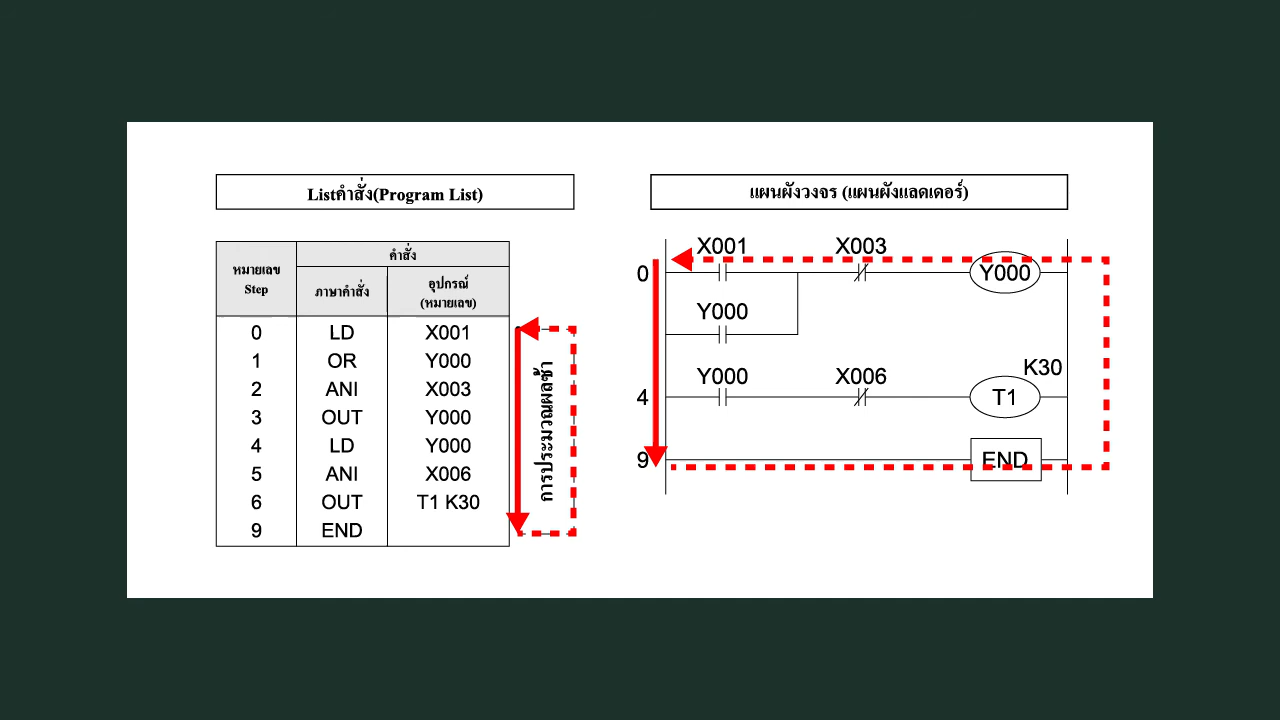 Listคำสั่ง(Program List)
หมายเลข
Step
คำสั่ง
ภาษาคำสั่ง
อุปกรณ์
(หมายเลข)
0 LD X001
1 OR Y000
2 ANI X003
3 OUT Y000
4 LD Y000
5 ANI X006
6 OUT T1 K30
9 END
การประมวณผลซ้ำ
แผนผังวงจร (แผนผังแลดเดอร์)
X001 X003
0 Y000
Y000
K30
Y000 X006
4 T1
9 END